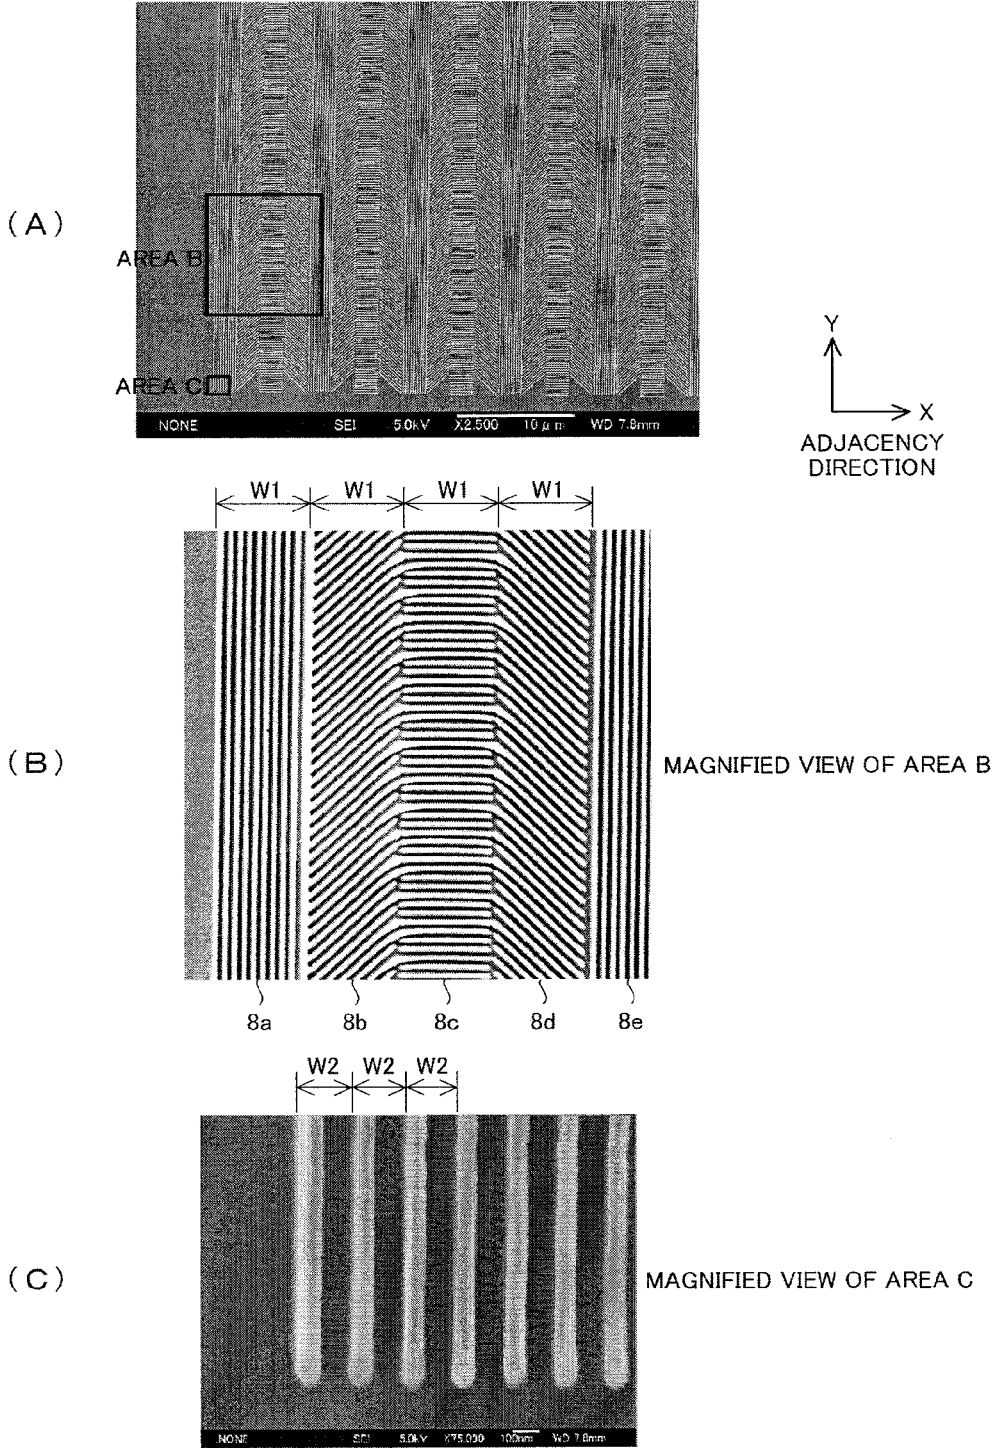 (A)
AREA B
AREA C
NONE SEI 5.0kV X2,500 10μm WD 7.8mm
Y
X
ADJACENCY
DIRECTION
W1 W1 W1 W1
(B)
MAGNIFIED VIEW OF AREA B
8a 8b 8c 8d 8e
W2 W2 W2
(C)
MAGNIFIED VIEW OF AREA C
NONE SEI 5.0kV X75,000 100nm WD 7.8mm